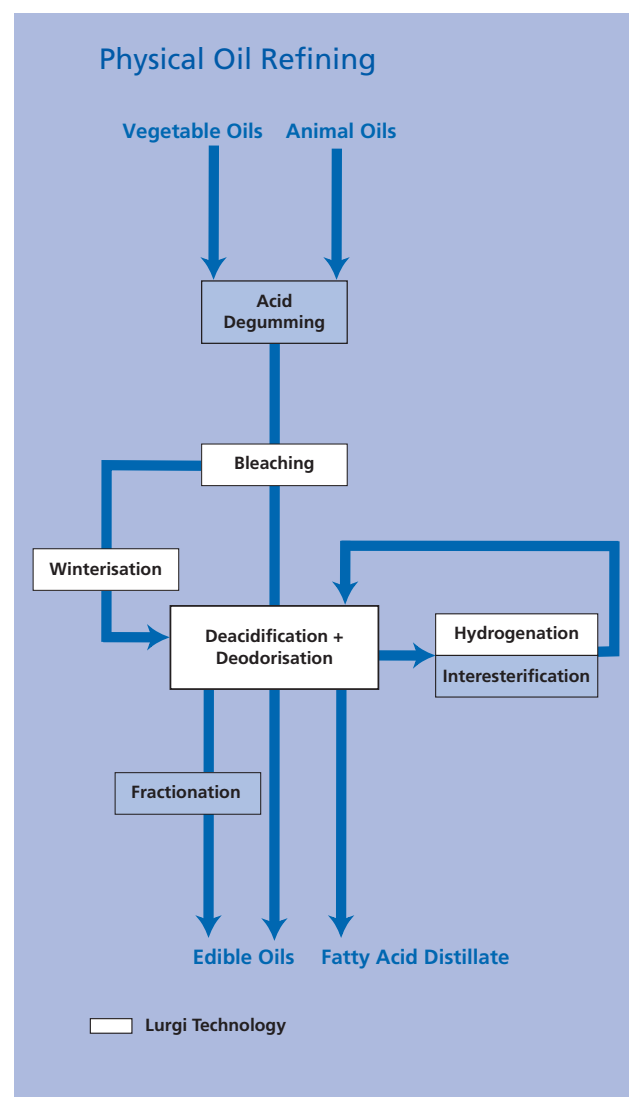 Physical Oil Refining
Vegetable Oils
Animal Oils
Acid
Degumming
Bleaching
Winterisation
Deacidification +
Deodorisation
Hydrogenation
Interesterification
Fractionation
Edible Oils
Fatty Acid Distillate
Lurgi Technology